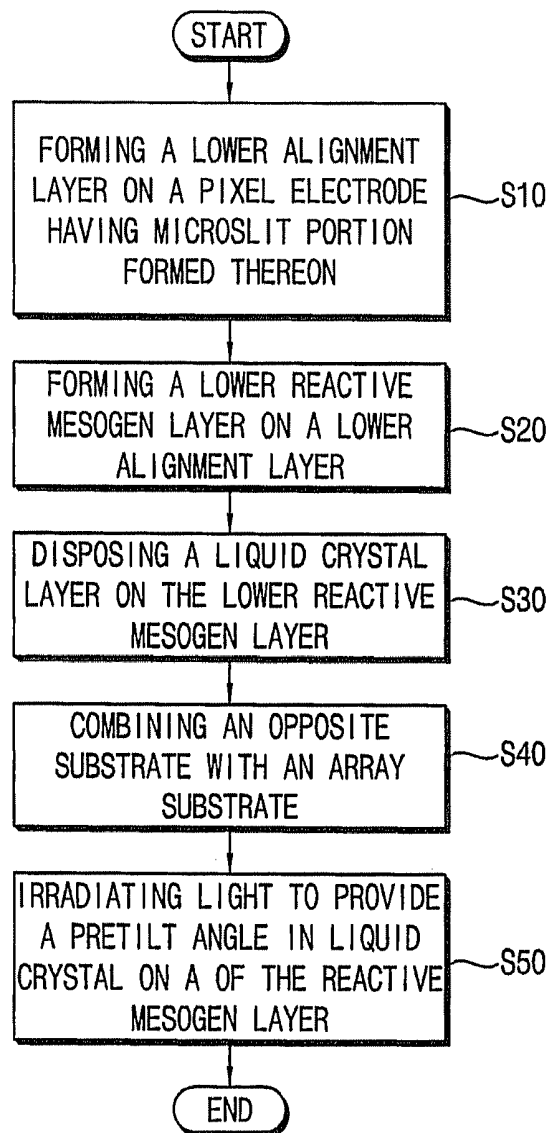 START
FORMING A LOWER ALIGNMENT
LAYER ON A PIXEL ELECTRODE
HAVING MICROSLIT PORTION
FORMED THEREON
S10
FORMING A LOWER REACTIVE
MESOGEN LAYER ON A LOWER
ALIGNMENT LAYER
S20
DISPOSING A LIQUID CRYSTAL
LAYER ON THE LOWER REACTIVE
MESOGEN LAYER
S30
COMBINING AN OPPOSITE
SUBSTRATE WITH AN ARRAY
SUBSTRATE
S40
IRRADIATING LIGHT TO PROVIDE
A PRETILT ANGLE IN LIQUID
CRYSTAL ON A OF THE REACTIVE
MESOGEN LAYER
S50
END